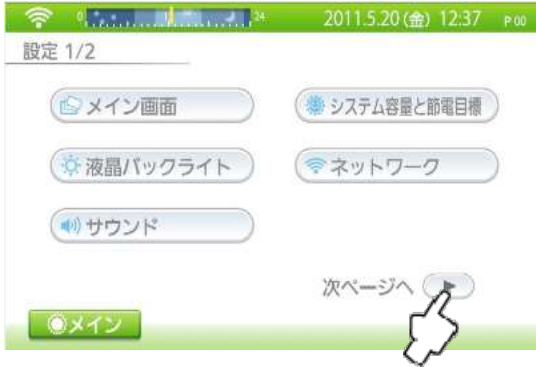 0 24 2011.5.20(金) 12:37 P 00
設定 1/2
メイン画面 システム容量と節電目標
液晶バックライト ネットワーク
サウンド
次ページへ
メイン